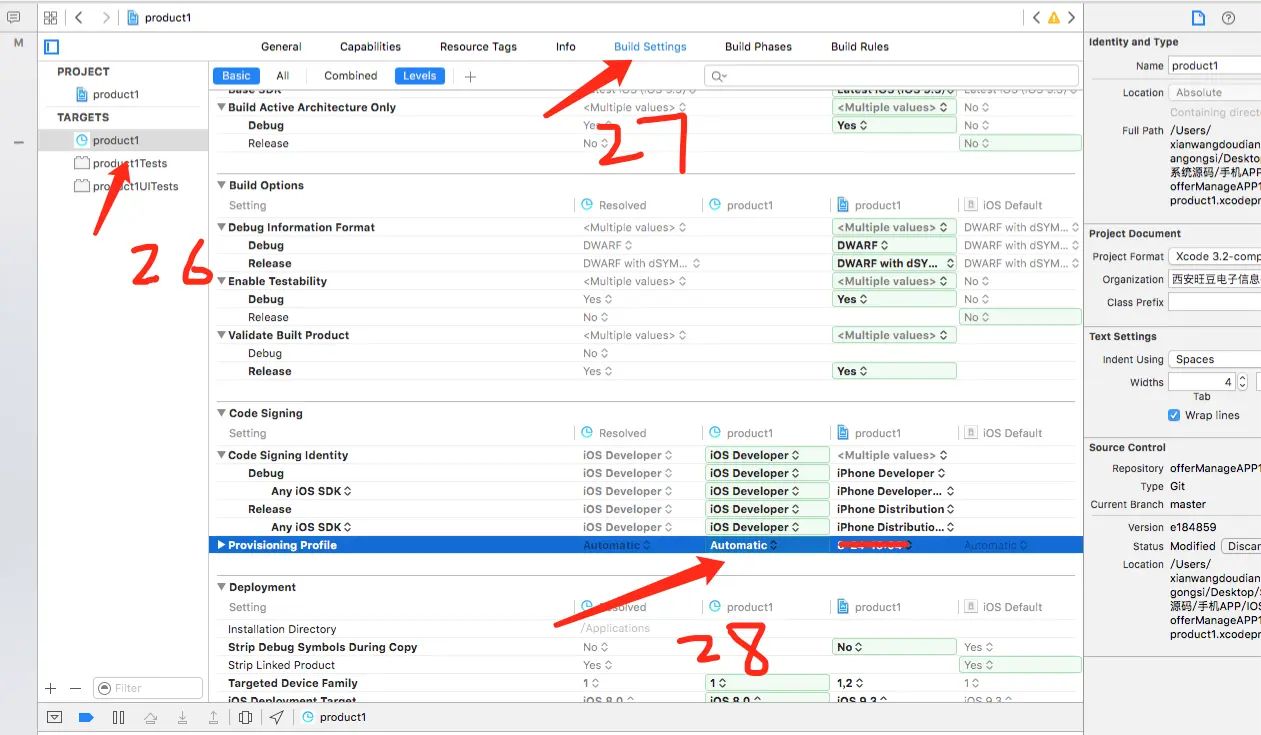 product1
M
General Capabilities Resource Tags Info Build Settings Build Phases Build Rules
Identity and Type
PROJECT
product1
TARGETS
product1
product1Tests
product1UITests
26
Basic All Combined Levels
27
Base SDK Latest iOS (iOS 9.3) Latest iOS (iOS 9.3)
Build Active Architecture Only <Multiple values> <Multiple values> No
Debug Yes Yes No
Release No No
Build Options
Setting Resolved product1 product1 iOS Default
Debug Information Format <Multiple values> <Multiple values> DWARF with dSYM...
Debug DWARF DWARF DWARF with dSYM...
Release DWARF with dSYM... DWARF with dSY... DWARF with dSYM...
Enable Testability <Multiple values> <Multiple values> No
Debug Yes Yes No
Release No No
Validate Built Product <Multiple values> <Multiple values>
Debug No
Release Yes Yes
Code Signing
Setting Resolved product1 product1 iOS Default
Code Signing Identity iOS Developer iOS Developer <Multiple values>
Debug iOS Developer iOS Developer iPhone Developer
Any iOS SDK iOS Developer iOS Developer iPhone Developer...
Release iOS Developer iOS Developer iPhone Distribution
Any iOS SDK iOS Developer iOS Developer iPhone Distributio...
Provisioning Profile Automatic Automatic Automatic
Deployment
Setting Resolved product1 product1 iOS Default
Installation Directory /Applications
28
Strip Debug Symbols During Copy No No Yes
Strip Linked Product Yes Yes
Targeted Device Family 1 1 1,2 1
iOS Deployment Target iOS 8.0 iOS 8.0 iOS 9.3 iOS 9.3
Filter
product1
Name product1
Location Absolute
Containing direct
Full Path /Users/
xianwangdoudian
angongsi/Desktop
系统源码/手机APP
offerManageAPP1
product1.xcodepr
Project Document
Project Format Xcode 3.2-comp
Organization 西安旺豆电子信息
Class Prefix
Text Settings
Indent Using Spaces
Widths 4
Tab
Wrap lines
Source Control
Repository offerManageAPP1
Type Git
Current Branch master
Version e184859
Status Modified Discar
Location /Users/
xianwangdoudian
gongsi/Desktop/
源码/手机APP/IOS
offerManageAPP1
product1.xcodepr